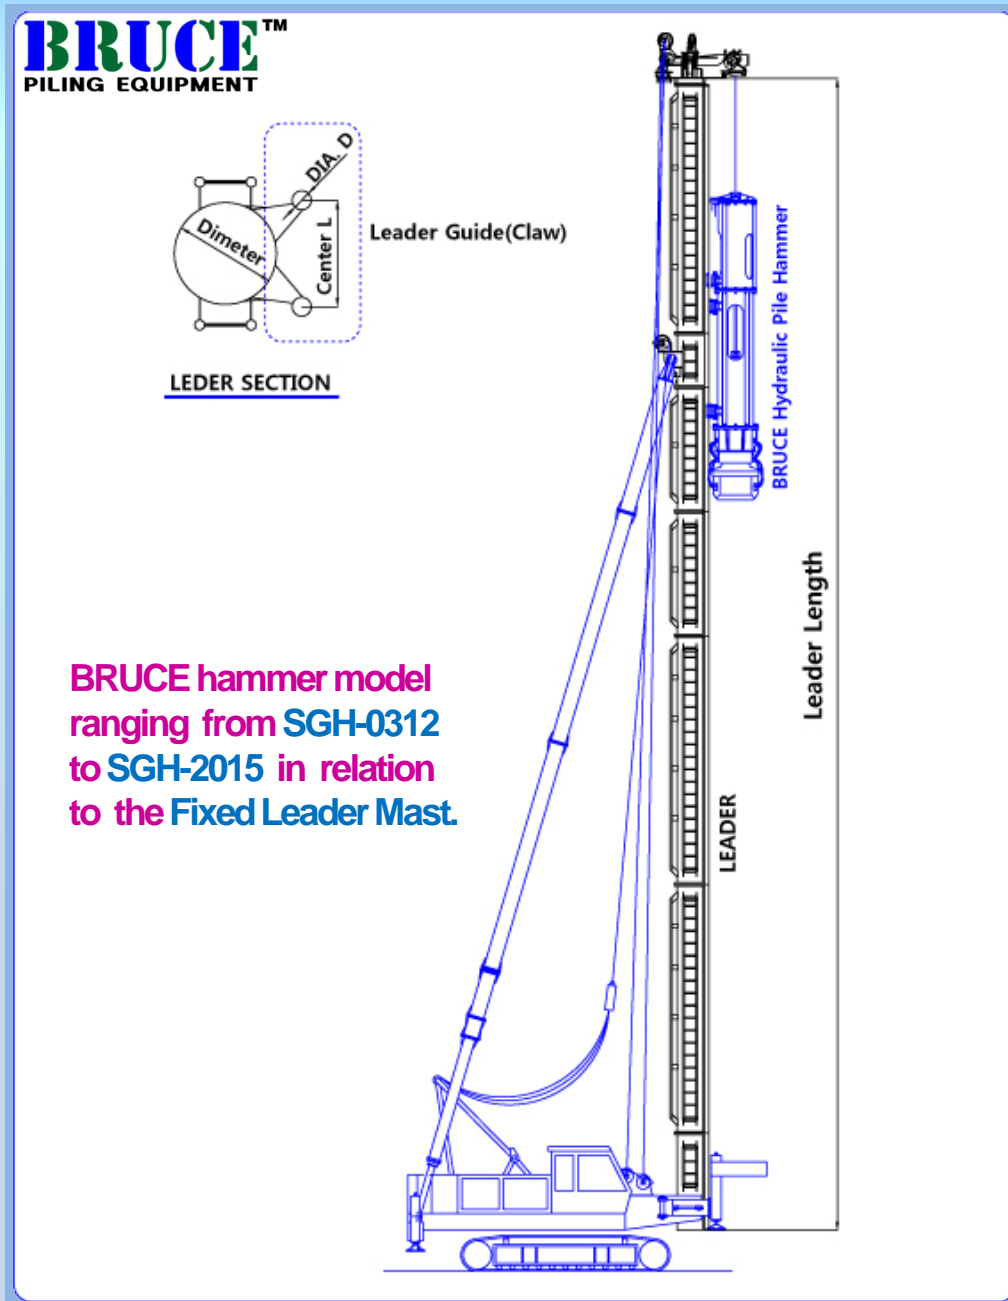 BRUCE™
PILING EQUIPMENT
DIA. D
Dimeter
Center L
Leader Guide(Claw)
LEDER SECTION
BRUCE Hydraulic Pile Hammer
Leader Length
LEADER
BRUCE hammer model
ranging from SGH-0312
to SGH-2015 in relation
to the Fixed Leader Mast.